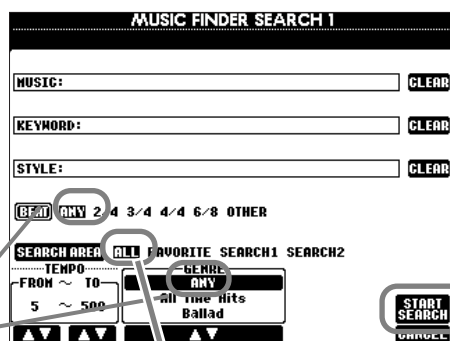 MUSIC FINDER SEARCH 1
MUSIC: CLEAR
KEYWORD: CLEAR
STYLE: CLEAR
BEAT ANY 2/4 3/4 4/4 6/8 OTHER
SEARCH AREA ALL FAVORITE SEARCH1 SEARCH2
TEMPO GENRE
FROM ~ TO ANY
5 ~ 500 All Time Hits
Ballad
START SEARCH
CANCEL